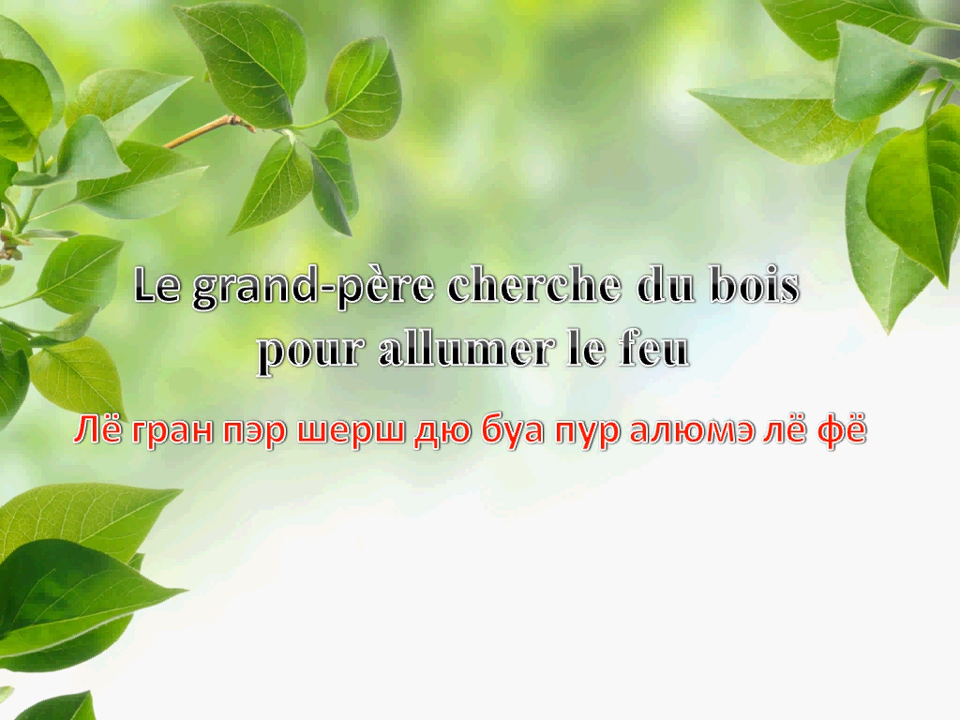 Le grand-père cherche du bois
pour allumer le feu
Лё гран пэр шерш дю буа пур алюмэ лё фё